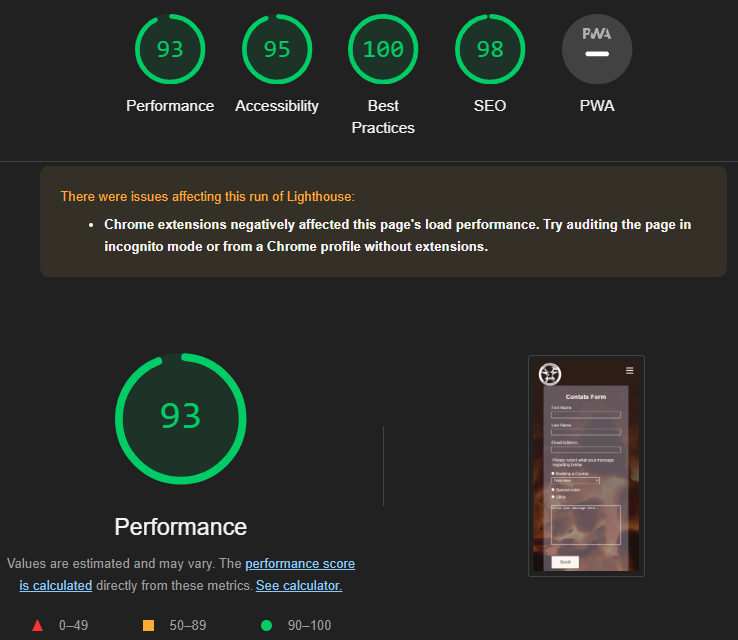 93
95
100
98
PWA
Performance
Accessibility
Best
Practices
SEO
PWA
There were issues affecting this run of Lighthouse:
• Chrome extensions negatively affected this page's load performance. Try auditing the page in
incognito mode or from a Chrome profile without extensions.
93
Performance
Values are estimated and may vary. The performance score
is calculated directly from these metrics. See calculator.
0–49
50–89
90–100
Contats Form
First Name
Last Name
Email Address
Please select what your message
regarding below
Booking a Course
Other
Send